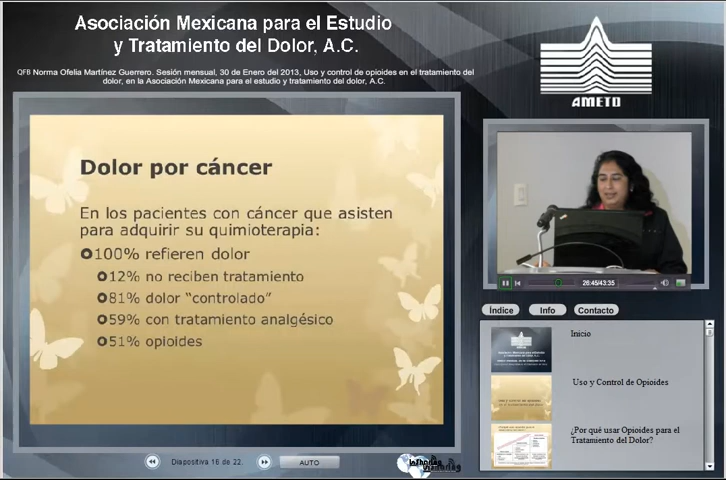 Asociación Mexicana para el Estudio
y Tratamiento del Dolor, A.C.
QFB Norma Ofelia Martínez Guerrero. Sesión mensual, 30 de Enero del 2013, Uso y control de opioides en el tratamiento del
dolor, en la Asociación Mexicana para el estudio y tratamiento del dolor, A.C.
AMETD
Dolor por cáncer
En los pacientes con cáncer que asisten
para adquirir su quimioterapia:
100% refieren dolor
12% no reciben tratamiento
81% dolor “controlado”
59% con tratamiento analgésico
51% opioides
26:45/43:35
Índice Info Contacto
Inicio
Uso y Control de Opioides
¿Por qué usar Opioides para el
Tratamiento del Dolor?
Diapositiva 16 de 22. AUTO